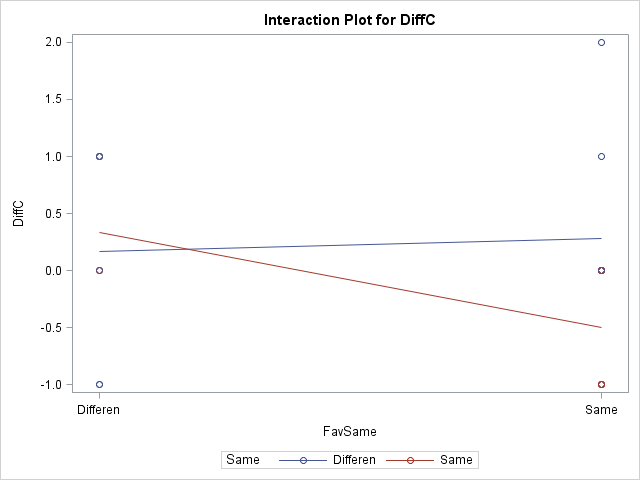 Interaction Plot for DiffC
2.0
1.5
1.0
0.5
0.0
-0.5
-1.0
DiffC
Differen Same
FavSame
Same Differen Same